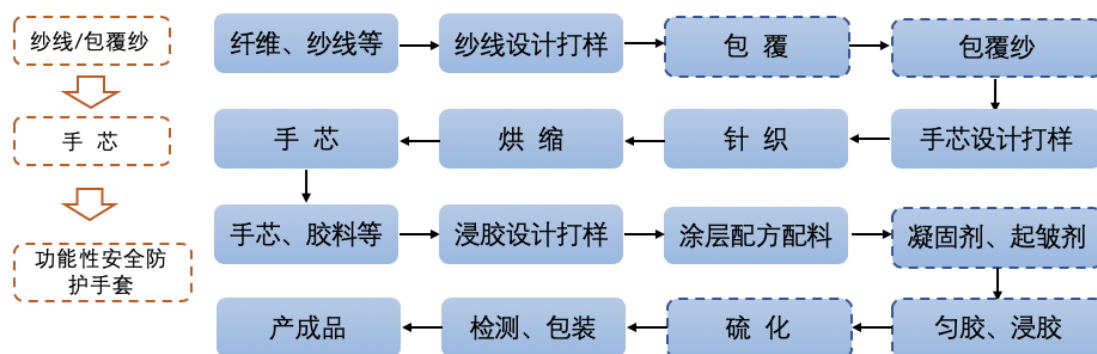 纱线/包覆纱
手 芯
功能性安全防
护手套
纤维、纱线等
纱线设计打样
包 覆
包覆纱
手芯设计打样
针 织
烘 缩
手 芯
手芯、胶料等
浸胶设计打样
涂层配方配料
凝固剂、起皱剂
匀胶、浸胶
硫 化
检测、包装
产成品